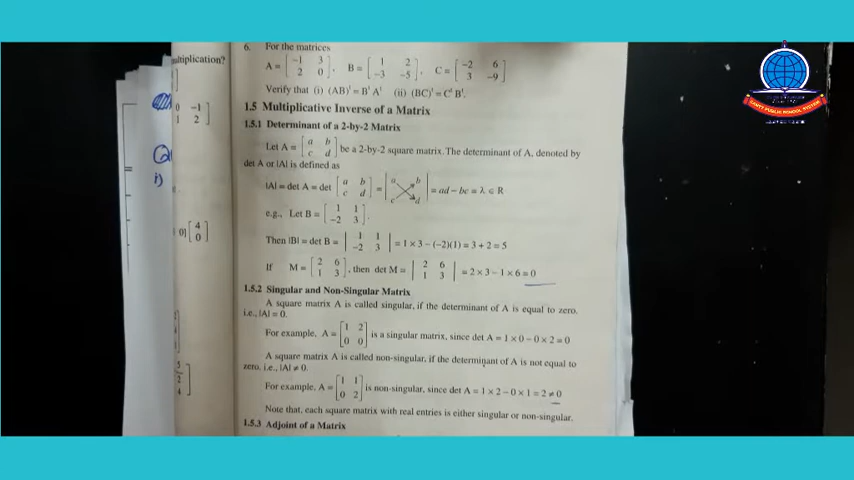 6. For the matrices
A = [-1 3; 2 0], B = [1 2; -3 -5], C = [-2 6; 3 -9]
Verify that (i) (AB)ᵗ = Bᵗ Aᵗ (ii) (BC)ᵗ = Cᵗ Bᵗ.
1.5 Multiplicative Inverse of a Matrix
1.5.1 Determinant of a 2-by-2 Matrix
Let A = [a b; c d] be a 2-by-2 square matrix. The determinant of A, denoted by
det A or |A| is defined as
|A| = det A = det [a b; c d] = |a b; c d| = ad – bc = λ ∈ R
e.g., Let B = [1 1; -2 3].
Then |B| = det B = |1 1; -2 3| = 1 × 3 – (-2)(1) = 3 + 2 = 5
If M = [2 6; 1 3], then det M = |2 6; 1 3| = 2 × 3 – 1 × 6 = 0
1.5.2 Singular and Non-Singular Matrix
A square matrix A is called singular, if the determinant of A is equal to zero,
i.e., |A| = 0.
For example, A = [1 2; 0 0] is a singular matrix, since det A = 1 × 0 – 0 × 2 = 0
A square matrix A is called non-singular, if the determinant of A is not equal to
zero, i.e., |A| ≠ 0.
For example, A = [1 1; 0 2] is non-singular, since det A = 1 × 2 – 0 × 1 = 2 ≠ 0
Note that, each square matrix with real entries is either singular or non-singular.
1.5.3 Adjoint of a Matrix
multiplication?
0 -1
1 2
0] [4; 0]
i)